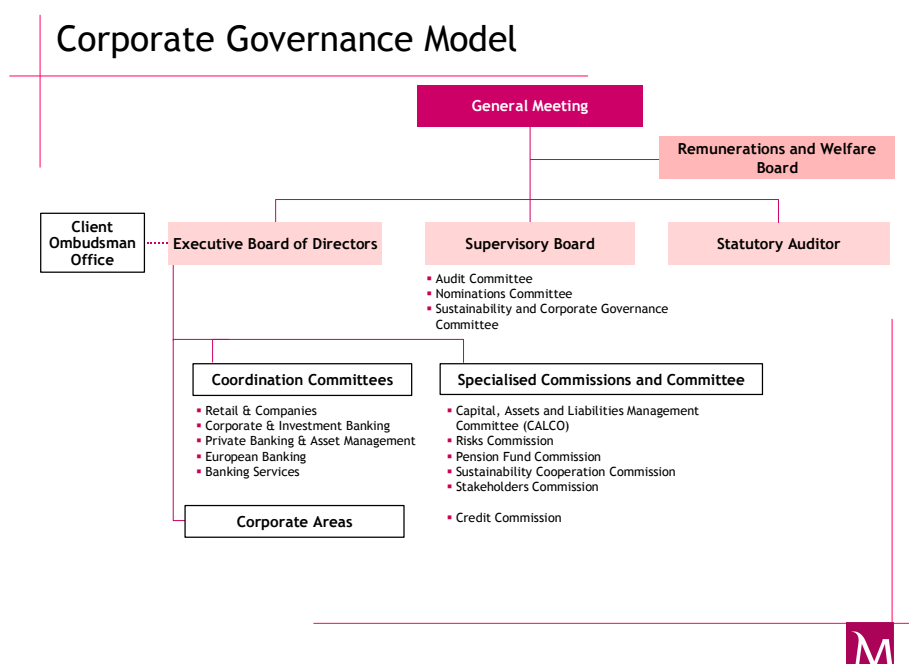 Corporate Governance Model
General Meeting
Remunerations and Welfare
Board
Client
Ombudsman
Office
Executive Board of Directors
Supervisory Board
Statutory Auditor
Audit Committee
Nominations Committee
Sustainability and Corporate Governance
Committee
Coordination Committees
Retail & Companies
Corporate & Investment Banking
Private Banking & Asset Management
European Banking
Banking Services
Specialised Commissions and Committee
Capital, Assets and Liabilities Management
Committee (CALCO)
Risks Commission
Pension Fund Commission
Sustainability Cooperation Commission
Stakeholders Commission
Credit Commission
Corporate Areas
M